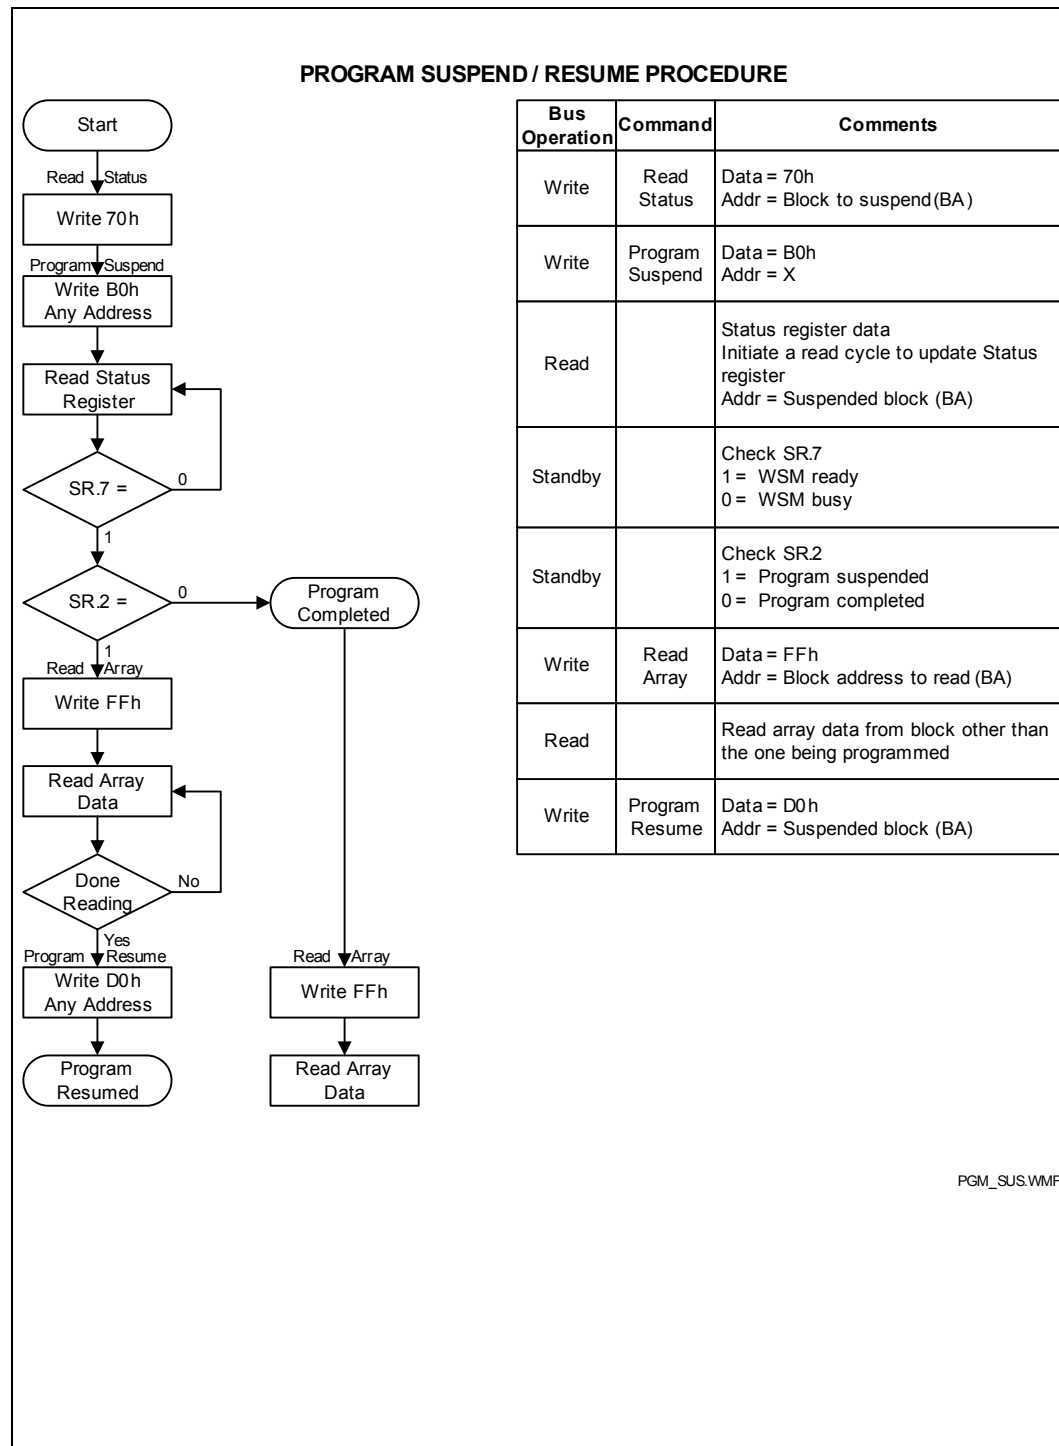 PROGRAM SUSPEND / RESUME PROCEDURE
Start
Read Status
Write 70h
Program Suspend
Write B0h
Any Address
Read Status
Register
SR.7 =
0
1
SR.2 =
0
Program
Completed
1
Read Array
Write FFh
Read Array
Data
Done
Reading
No
Yes
Program Resume
Write D0h
Any Address
Program
Resumed
Read Array
Write FFh
Read Array
Data
Bus
Operation
Command
Comments
Write
Read
Status
Data = 70h
Addr = Block to suspend (BA)
Write
Program
Suspend
Data = B0h
Addr = X
Read
Status register data
Initiate a read cycle to update Status
register
Addr = Suspended block (BA)
Standby
Check SR.7
1 = WSM ready
0 = WSM busy
Standby
Check SR.2
1 = Program suspended
0 = Program completed
Write
Read
Array
Data = FFh
Addr = Block address to read (BA)
Read
Read array data from block other than
the one being programmed
Write
Program
Resume
Data = D0h
Addr = Suspended block (BA)
PGM_SUS.WMF